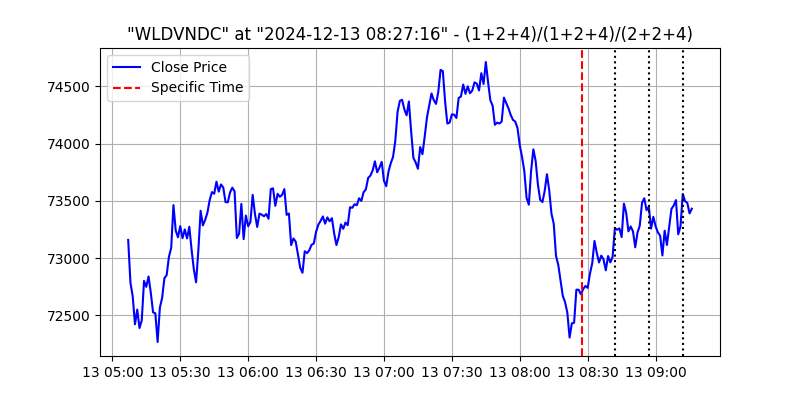 "WLDVNDC" at "2024-12-13 08:27:16" - (1+2+4)/(1+2+4)/(2+2+4)
Close Price
Specific Time
74500
74000
73500
73000
72500
13 05:00 13 05:30 13 06:00 13 06:30 13 07:00 13 07:30 13 08:00 13 08:30 13 09:00